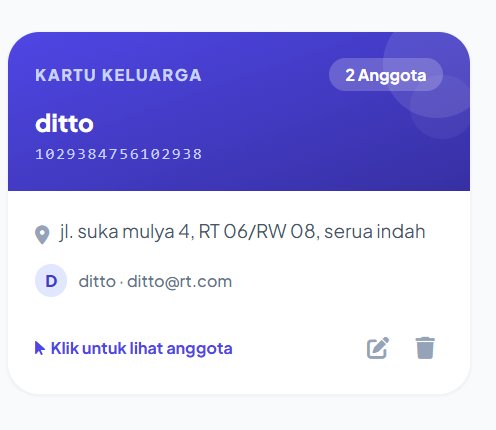 KARTU KELUARGA
2 Anggota
ditto
1029384756102938
jl. suka mulya 4, RT 06/RW 08, serua indah
D
ditto · ditto@rt.com
Klik untuk lihat anggota